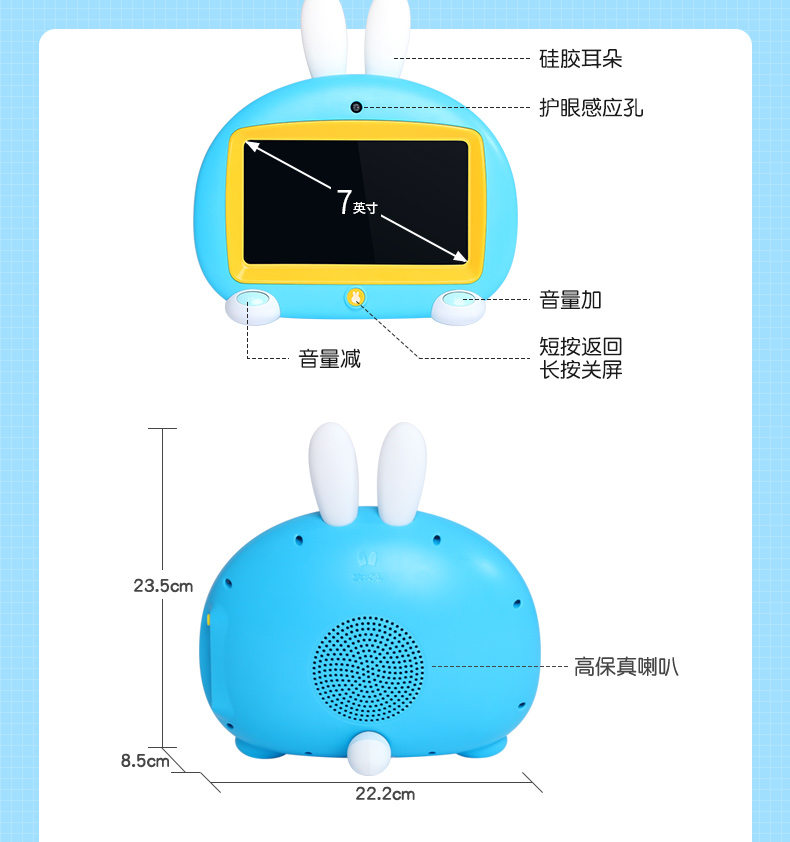 硅胶耳朵
护眼感应孔
7英寸
音量加
音量减
短按返回
长按关屏
23.5cm
高保真喇叭
8.5cm
22.2cm